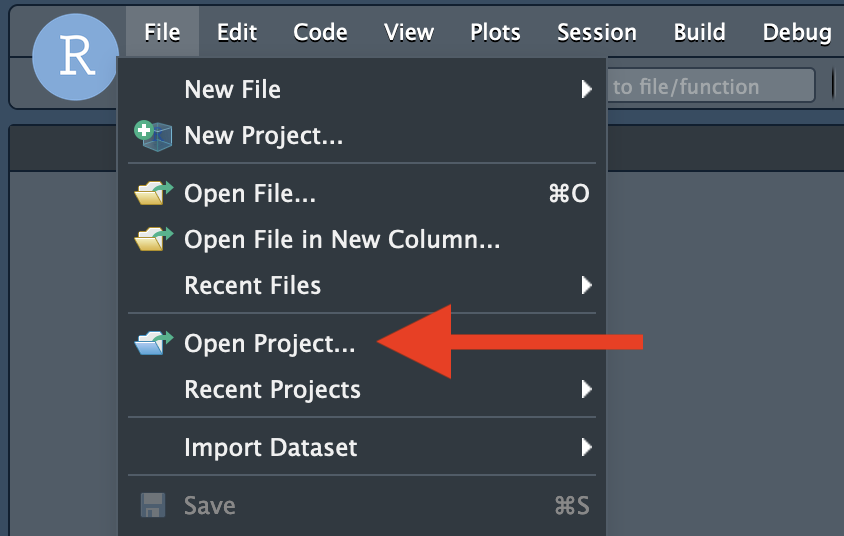 R File Edit Code View Plots Session Build Debug
to file/function
New File
New Project...
Open File... ⌘O
Open File in New Column...
Recent Files
Open Project...
Recent Projects
Import Dataset
Save ⌘S